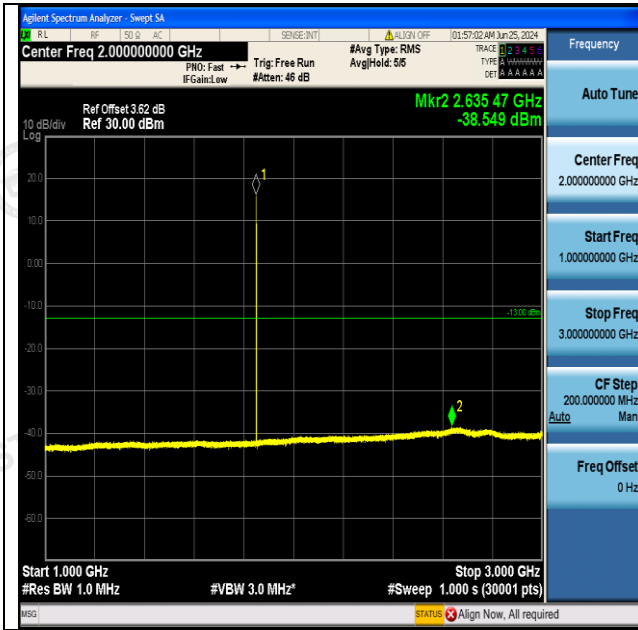 Agilent Spectrum Analyzer - Swept SA
RL RF 50 Ω AC SENSE:INT ALIGN OFF 01:57:02 AM Jun 25, 2024
Center Freq 2.000000000 GHz
PNO: Fast
IFGain:Low
Trig: Free Run
#Atten: 46 dB
#Avg Type: RMS
Avg|Hold: 5/5
TRACE 1 2 3 4 5 6
TYPE A WWWWW
DET A A A A A A
Mkr2 2.635 47 GHz
-38.549 dBm
Ref Offset 3.62 dB
10 dB/div Ref 30.00 dBm
Log
20.0
10.0
0.00
-10.0
-20.0
-30.0
-40.0
-50.0
-60.0
1
-13.00 dBm
2
Start 1.000 GHz Stop 3.000 GHz
#Res BW 1.0 MHz #VBW 3.0 MHz* #Sweep 1.000 s (30001 pts)
MSG STATUS Align Now, All required
Frequency
Auto Tune
Center Freq
2.000000000 GHz
Start Freq
1.000000000 GHz
Stop Freq
3.000000000 GHz
CF Step
200.000000 MHz
Auto Man
Freq Offset
0 Hz